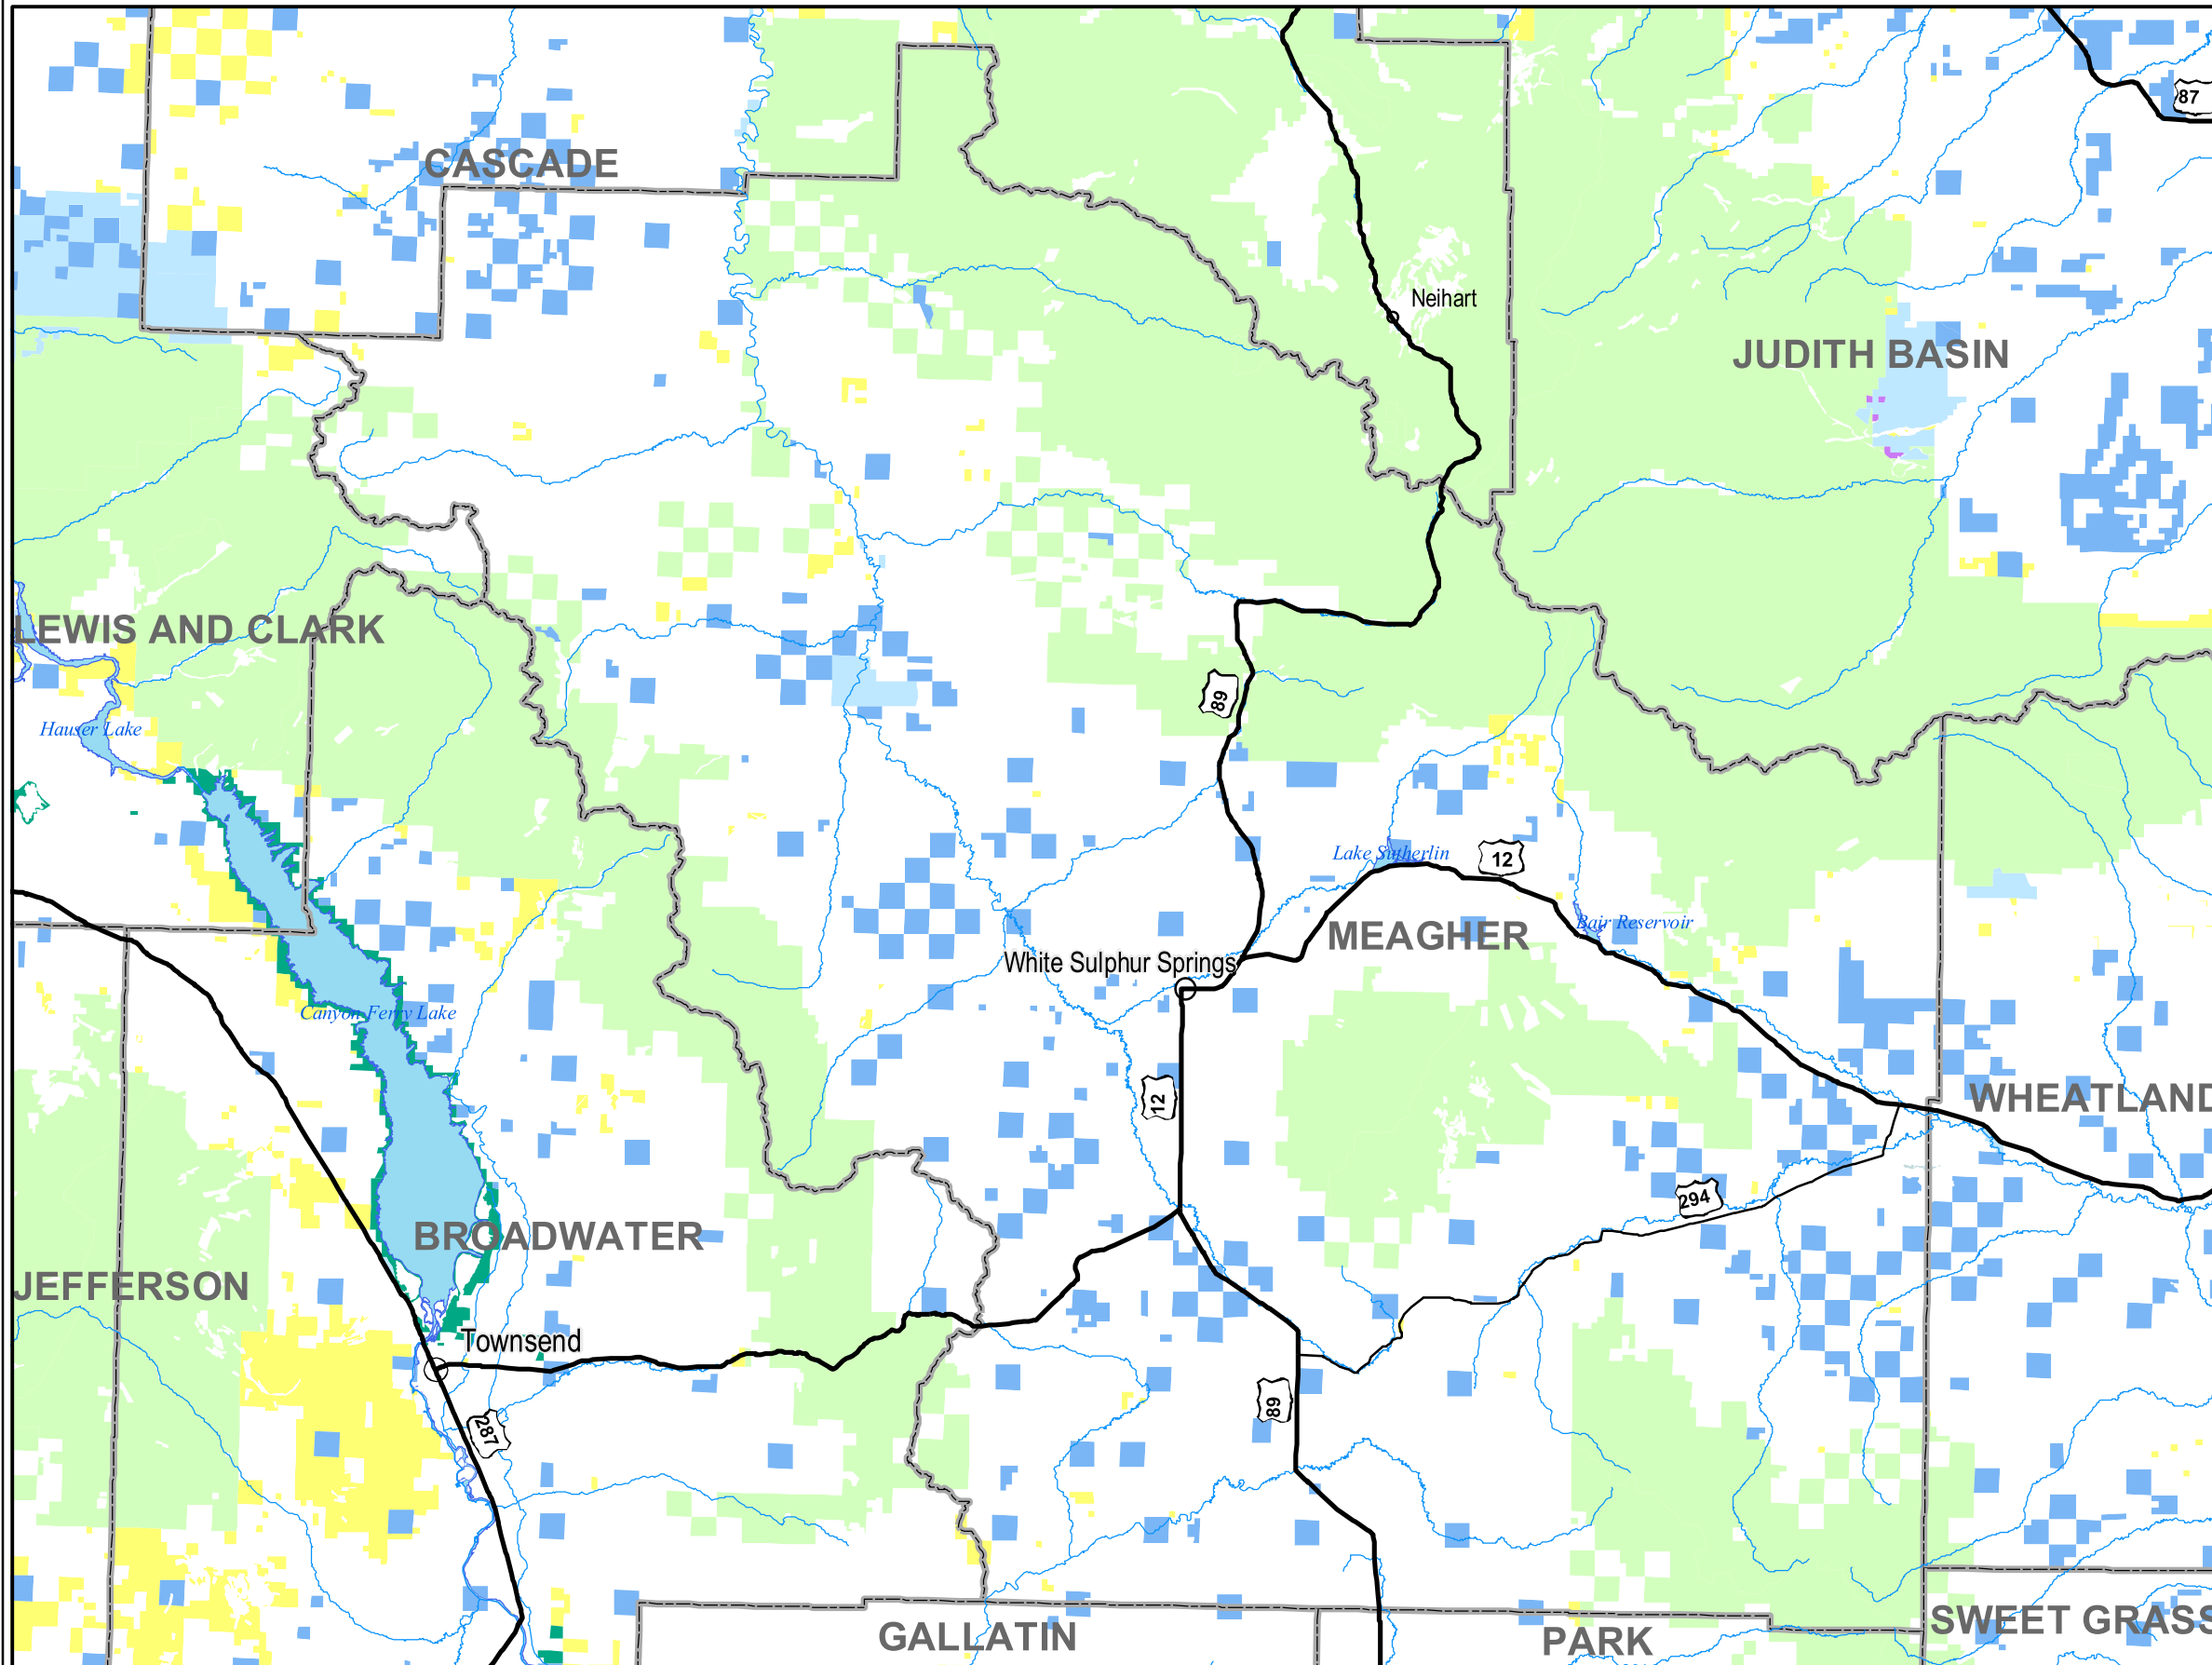 87
CASCADE
Neihart
JUDITH BASIN
LEWIS AND CLARK
89
Hauser Lake
Lake Sutherlin
12
Bair Reservoir
MEAGHER
White Sulphur Springs
Canyon Ferry Lake
12
WHEATLAND
294
BROADWATER
JEFFERSON
Townsend
89
287
GALLATIN
PARK
SWEET GRASS